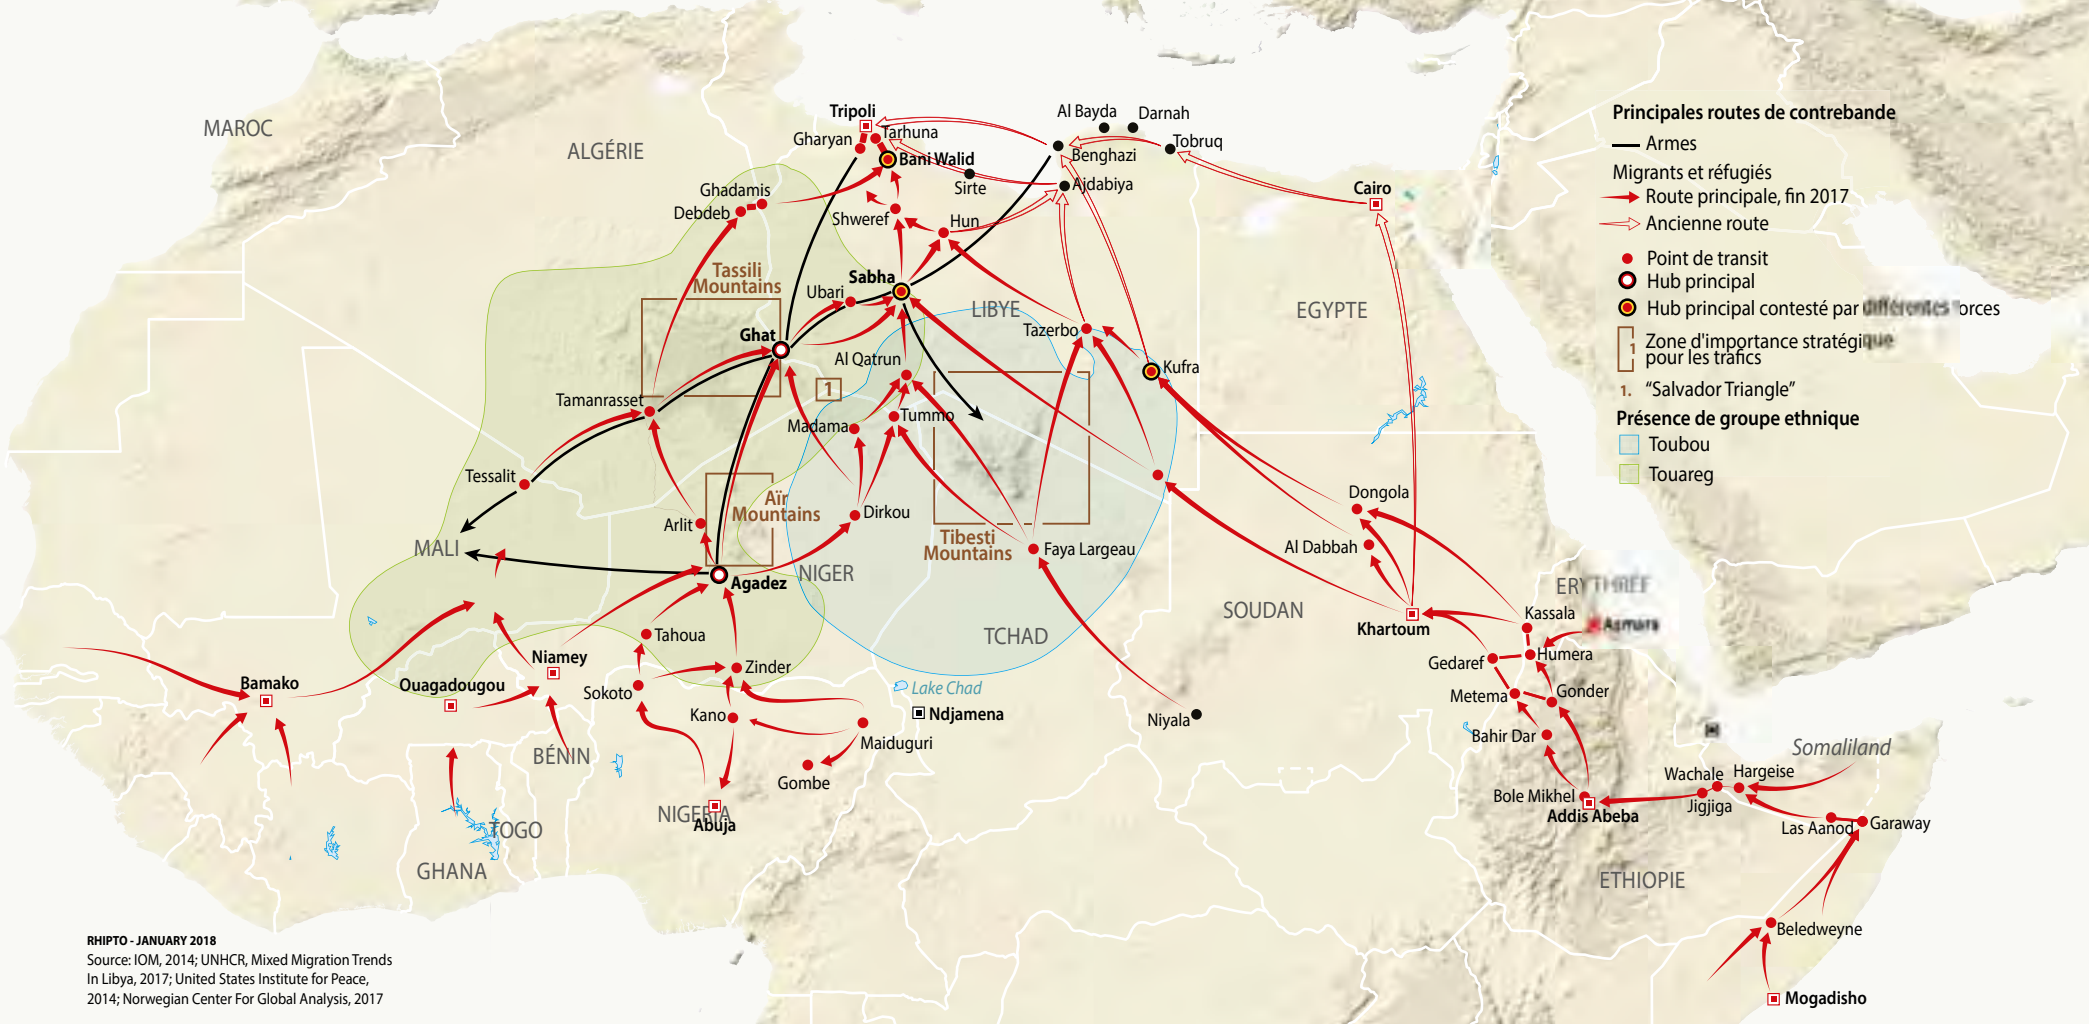 MAROC
ALGÉRIE
Tripoli
Gharyan
Tarhuna
Bani Walid
Al Bayda
Darnah
Benghazi
Tobruq
Sirte
Ajdabiya
Cairo
Ghadamis
Debdeb
Shweref
Hun
Tassili
Mountains
Sabha
Ubari
LIBYE
EGYPTE
Ghat
Tazerbo
Al Qatrun
Kufra
1
Tamanrasset
Tummo
Madama
Tessalit
Aïr
Mountains
Arlit
Dirkou
Dongola
MALI
Tibesti
Mountains
Faya Largeau
Al Dabbah
Agadez
NIGER
ERYTHRÉE
SOUDAN
Kassala
Asmara
Khartoum
Tahoua
TCHAD
Niamey
Zinder
Gedaref
Humera
Bamako
Ouagadougou
Sokoto
Lake Chad
Metema
Gonder
Kano
Ndjamena
Niyala
Bahir Dar
Maiduguri
BÉNIN
Somaliland
Gombe
Wachale
Hargeise
Jigjiga
Bole Mikhel
Addis Abeba
NIGERIA
Abuja
TOGO
Las Aanod
Garaway
GHANA
ETHIOPIE
Beledweyne
Mogadisho
Principales routes de contrebande
Armes
Migrants et réfugiés
Route principale, fin 2017
Ancienne route
Point de transit
Hub principal
Hub principal contesté par différentes forces
1 Zone d'importance stratégique
pour les trafics
1. “Salvador Triangle”
Présence de groupe ethnique
Toubou
Touareg
RHIPTO - JANUARY 2018
Source: IOM, 2014; UNHCR, Mixed Migration Trends
In Libya, 2017; United States Institute for Peace,
2014; Norwegian Center For Global Analysis, 2017